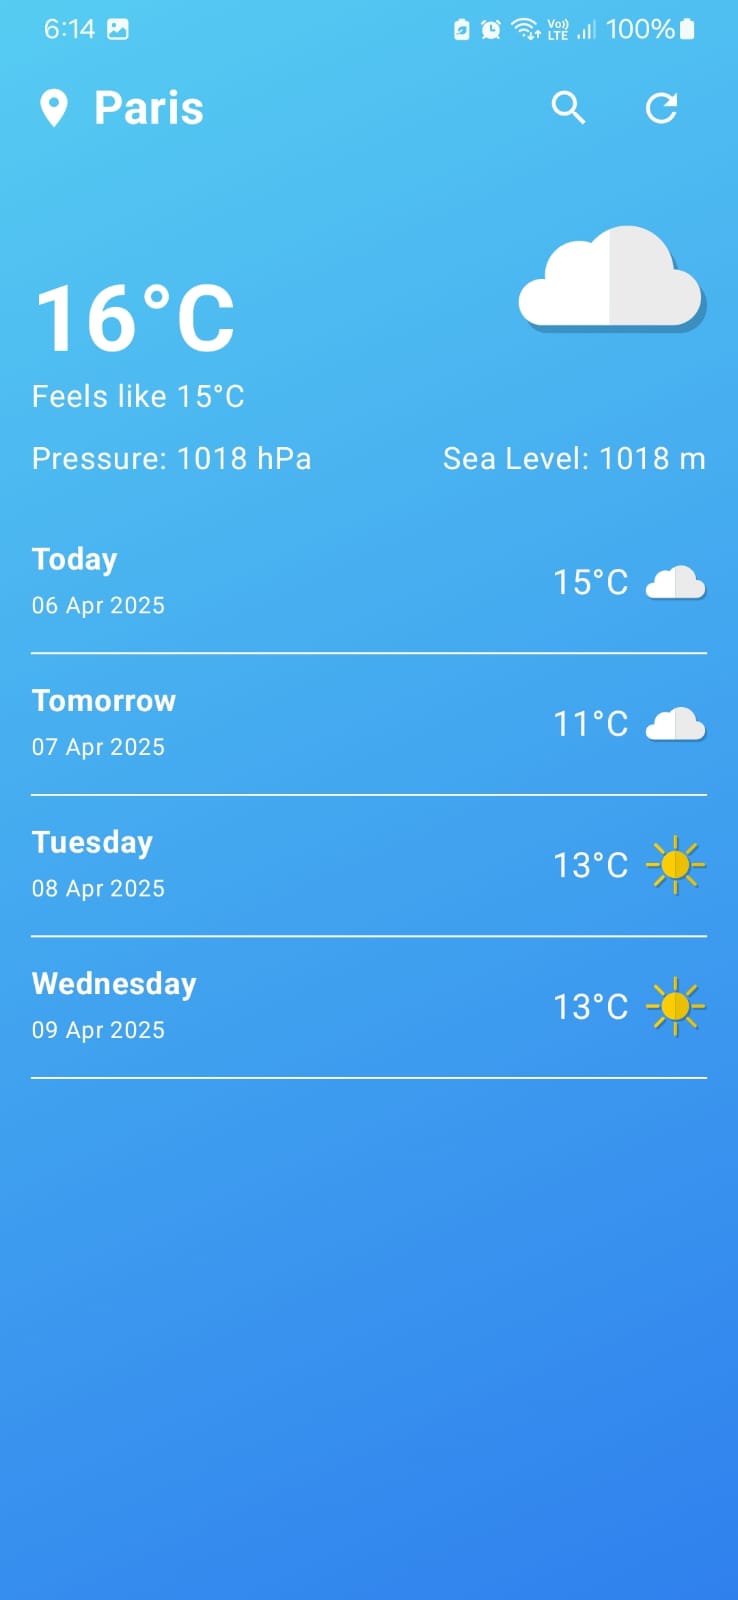 6:14 Vo)) LTE 100%
Paris
16°C
Feels like 15°C
Pressure: 1018 hPa Sea Level: 1018 m
Today
15°C
06 Apr 2025
Tomorrow
11°C
07 Apr 2025
Tuesday
13°C
08 Apr 2025
Wednesday
13°C
09 Apr 2025